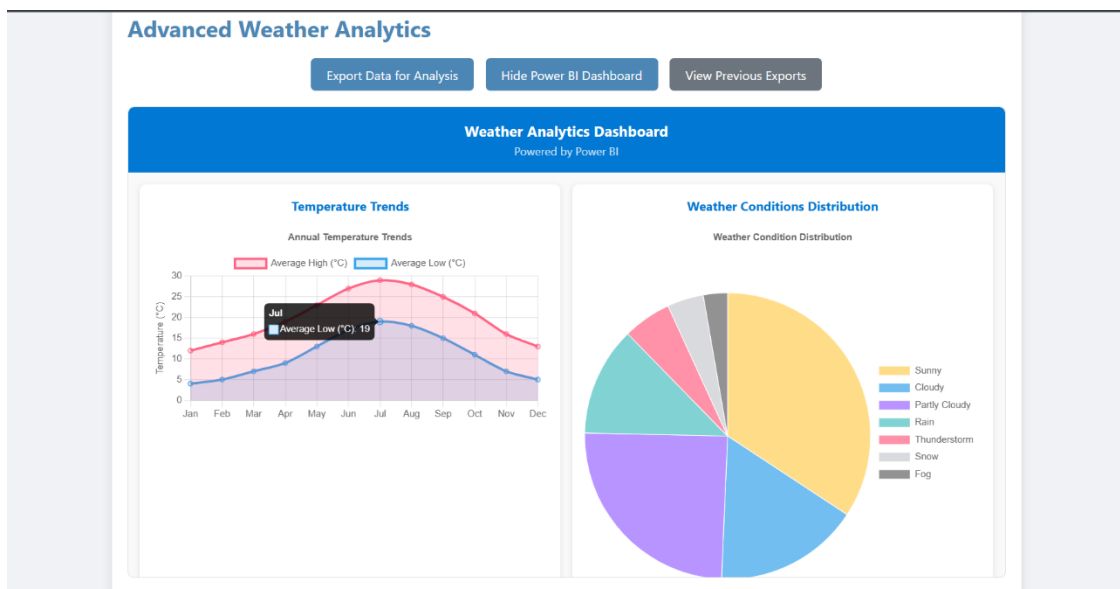 Advanced Weather Analytics
Export Data for Analysis Hide Power BI Dashboard View Previous Exports
Weather Analytics Dashboard
Powered by Power BI
Temperature Trends
Annual Temperature Trends
Average High (°C) Average Low (°C)
30
25
20
15
10
5
0
Temperature (°C)
Jul
Average Low (°C): 19
Jan Feb Mar Apr May Jun Jul Aug Sep Oct Nov Dec
Weather Conditions Distribution
Weather Condition Distribution
Sunny
Cloudy
Partly Cloudy
Rain
Thunderstorm
Snow
Fog